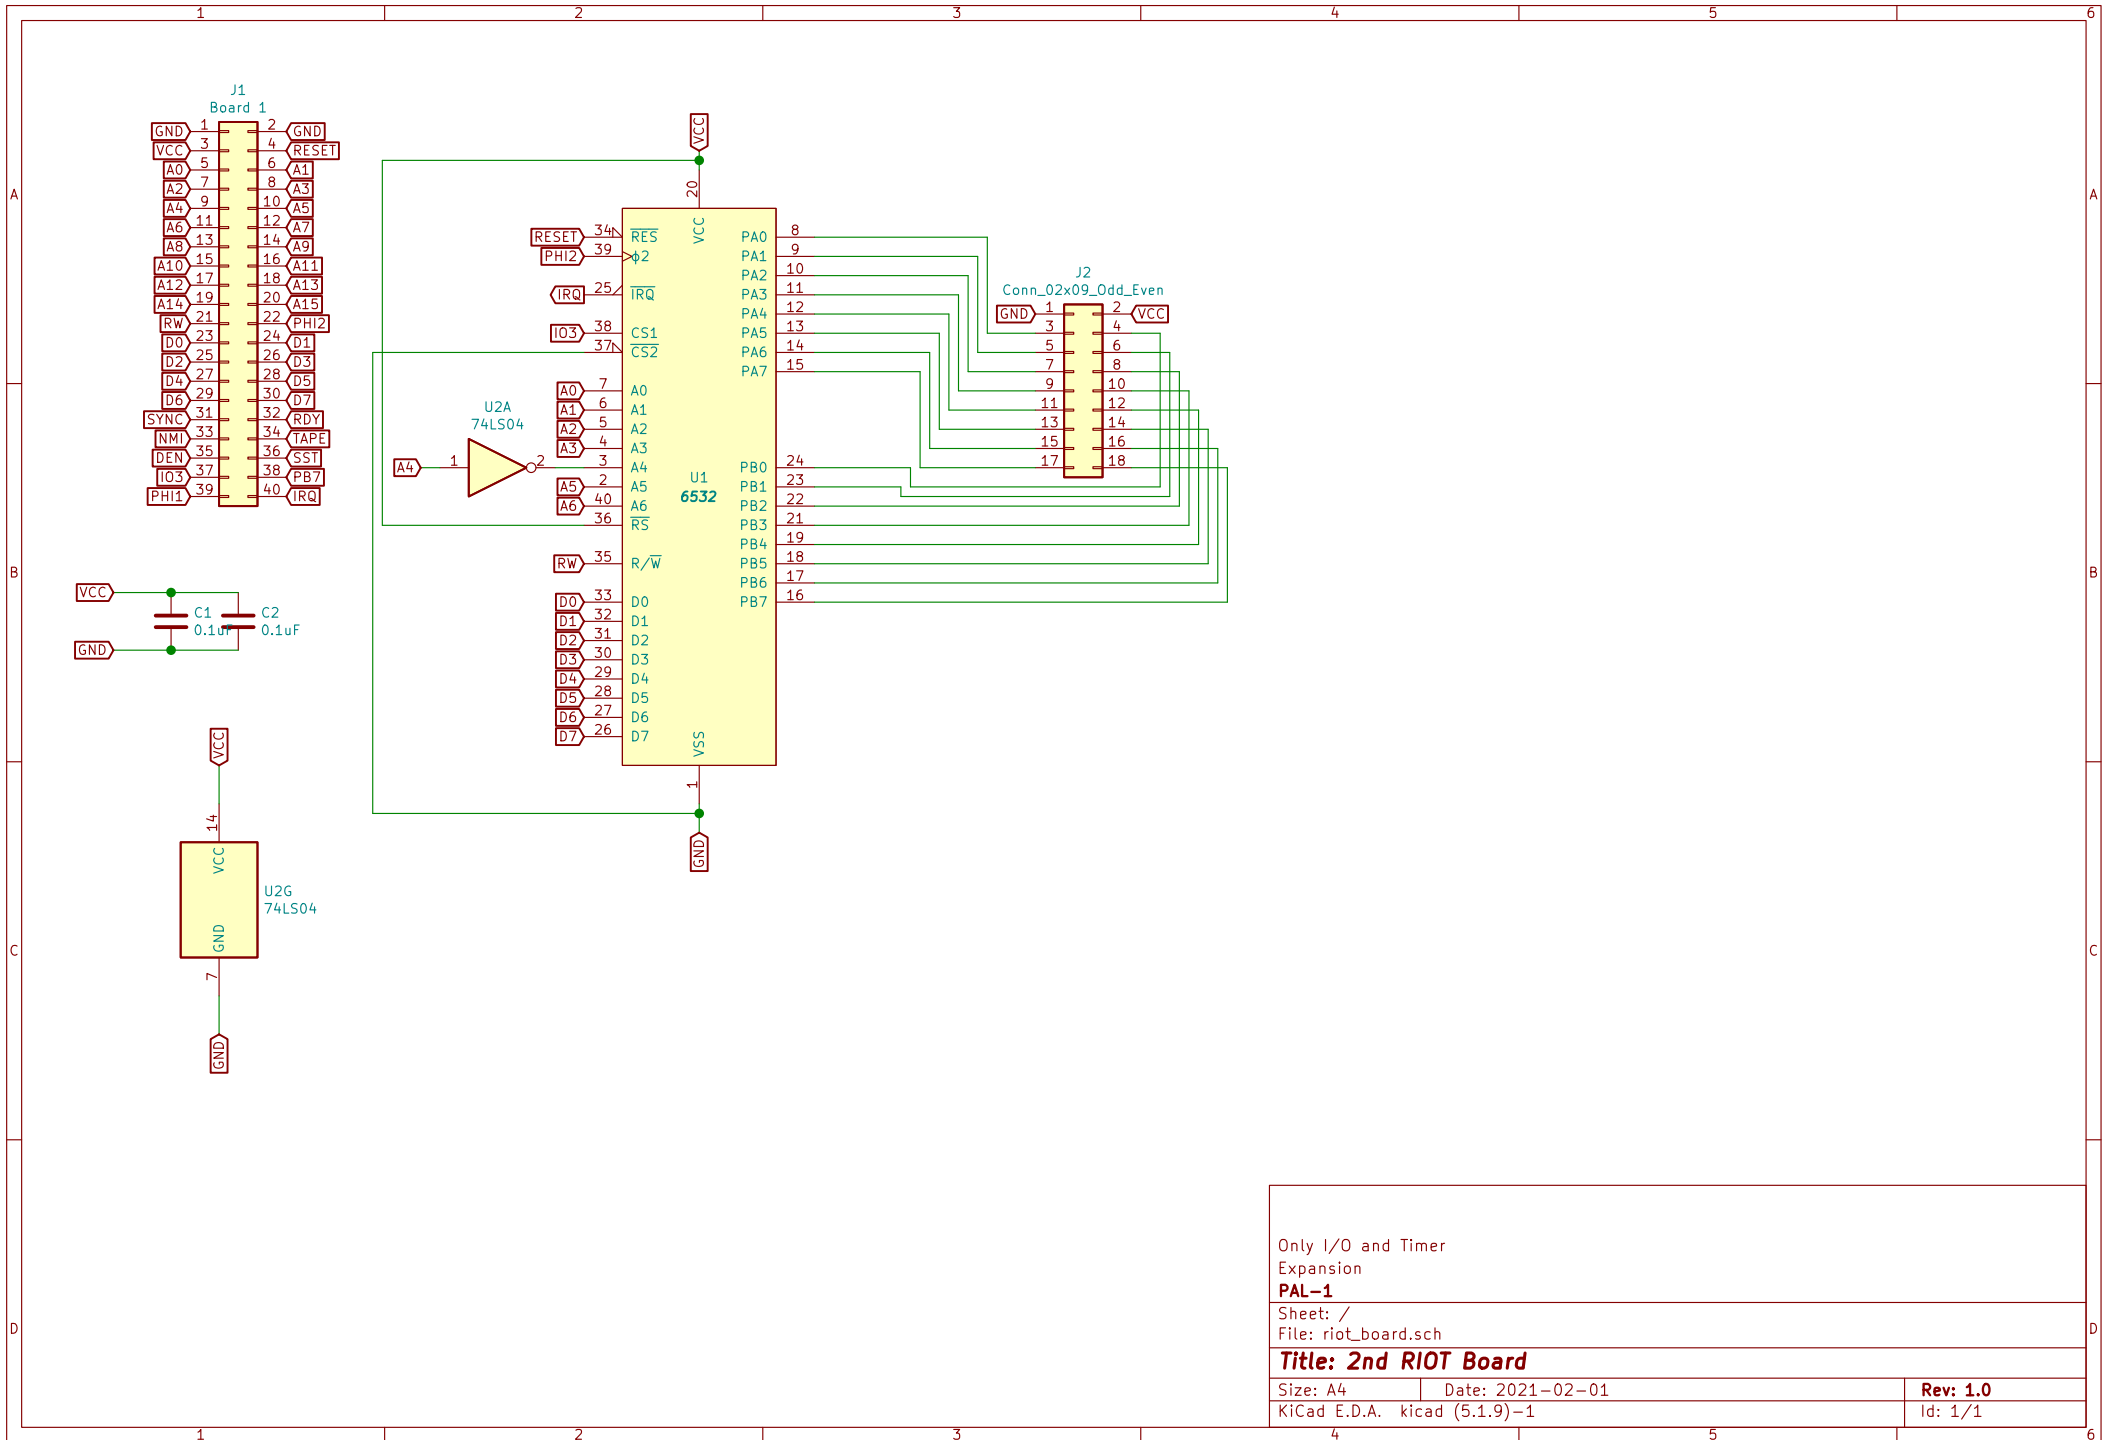 1 2 3 4 5 6
A
B
C
D
J1
Board 1
GND 1 2 GND
VCC 3 4 RESET
A0 5 6 A1
A2 7 8 A3
A4 9 10 A5
A6 11 12 A7
A8 13 14 A9
A10 15 16 A11
A12 17 18 A13
A14 19 20 A15
RW 21 22 PHI2
D0 23 24 D1
D2 25 26 D3
D4 27 28 D5
D6 29 30 D7
SYNC 31 32 RDY
NMI 33 34 TAPE
DEN 35 36 SST
IO3 37 38 PB7
PHI1 39 40 IRQ
VCC
C1
0.1uF
C2
0.1uF
GND
VCC
14
VCC
U2G
74LS04
GND
7
GND
VCC
20
VCC
RESET 34 RES
PHI2 39 ϕ2
IRQ 25 IRQ
IO3 38 CS1
37 CS2
A0 7 A0
A1 6 A1
A2 5 A2
A3 4 A3
U2A
74LS04
A4 1 2 3 A4
A5 2 A5
A6 40 A6
36 RS
RW 35 R/W
D0 33 D0
D1 32 D1
D2 31 D2
D3 30 D3
D4 29 D4
D5 28 D5
D6 27 D6
D7 26 D7
U1
6532
VSS
1
GND
PA0 8
PA1 9
PA2 10
PA3 11
PA4 12
PA5 13
PA6 14
PA7 15
PB0 24
PB1 23
PB2 22
PB3 21
PB4 19
PB5 18
PB6 17
PB7 16
J2
Conn_02x09_Odd_Even
GND 1 2 VCC
3 4
5 6
7 8
9 10
11 12
13 14
15 16
17 18
A
B
C
D
Only I/O and Timer
Expansion
PAL-1
Sheet: /
File: riot_board.sch
Title: 2nd RIOT Board
Size: A4 Date: 2021-02-01 Rev: 1.0
KiCad E.D.A. kicad (5.1.9)-1 Id: 1/1
1 2 3 4 5 6